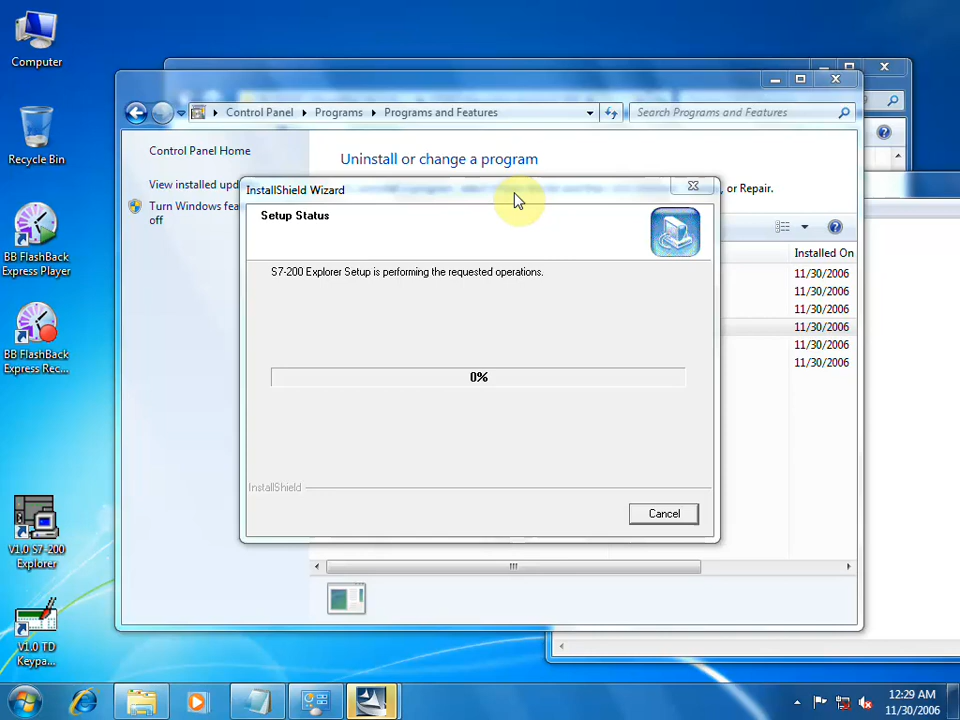 Computer
Recycle Bin
BB FlashBack
Express Player
BB FlashBack
Express Rec...
V1.0 S7-200
Explorer
V1.0 TD
Keypa...
Control Panel
Programs
Programs and Features
Search Programs and Features
Control Panel Home
View installed upd
Turn Windows fea
off
Uninstall or change a program
, or Repair.
Installed On
11/30/2006
11/30/2006
11/30/2006
11/30/2006
11/30/2006
11/30/2006
InstallShield Wizard
Setup Status
S7-200 Explorer Setup is performing the requested operations.
0%
InstallShield
Cancel
12:29 AM
11/30/2006